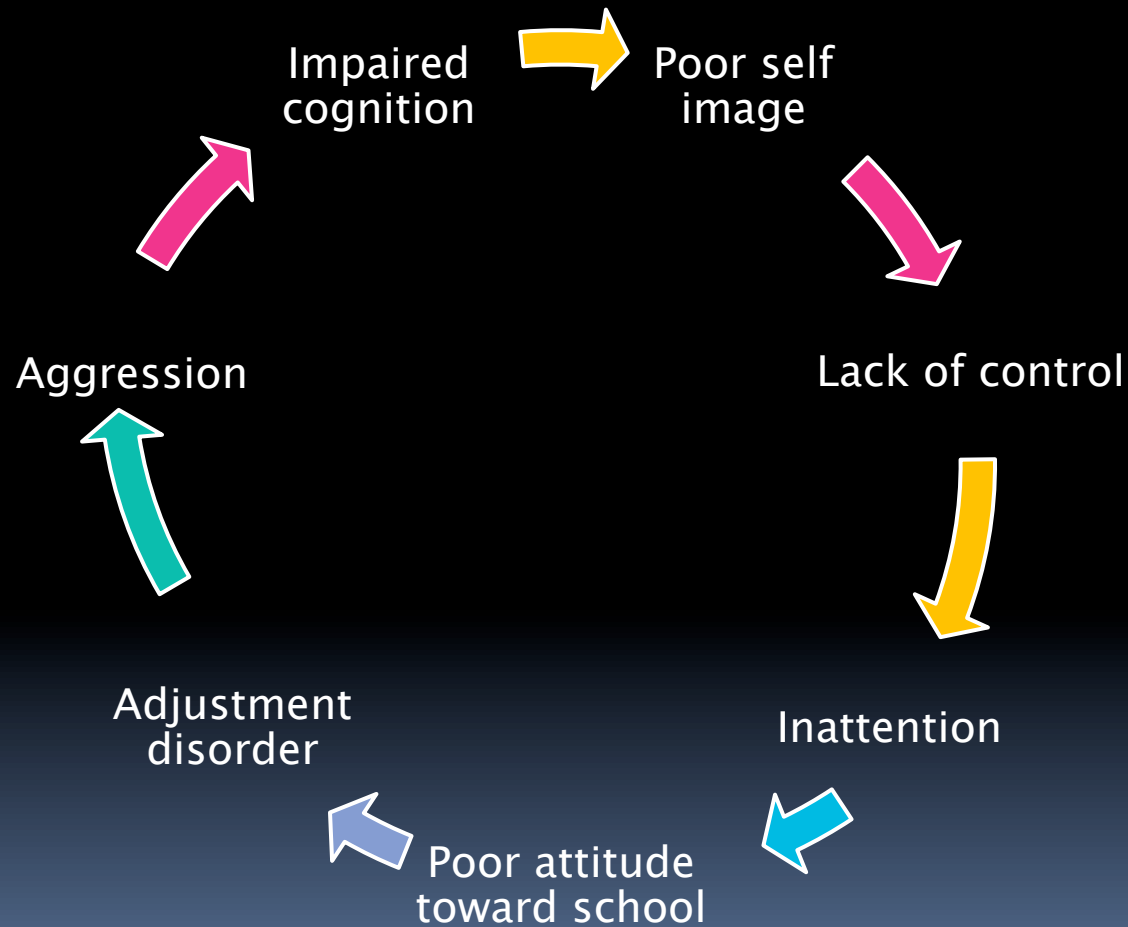 Impaired
cognition
Poor self
image
Lack of control
Inattention
Poor attitude
toward school
Adjustment
disorder
Aggression